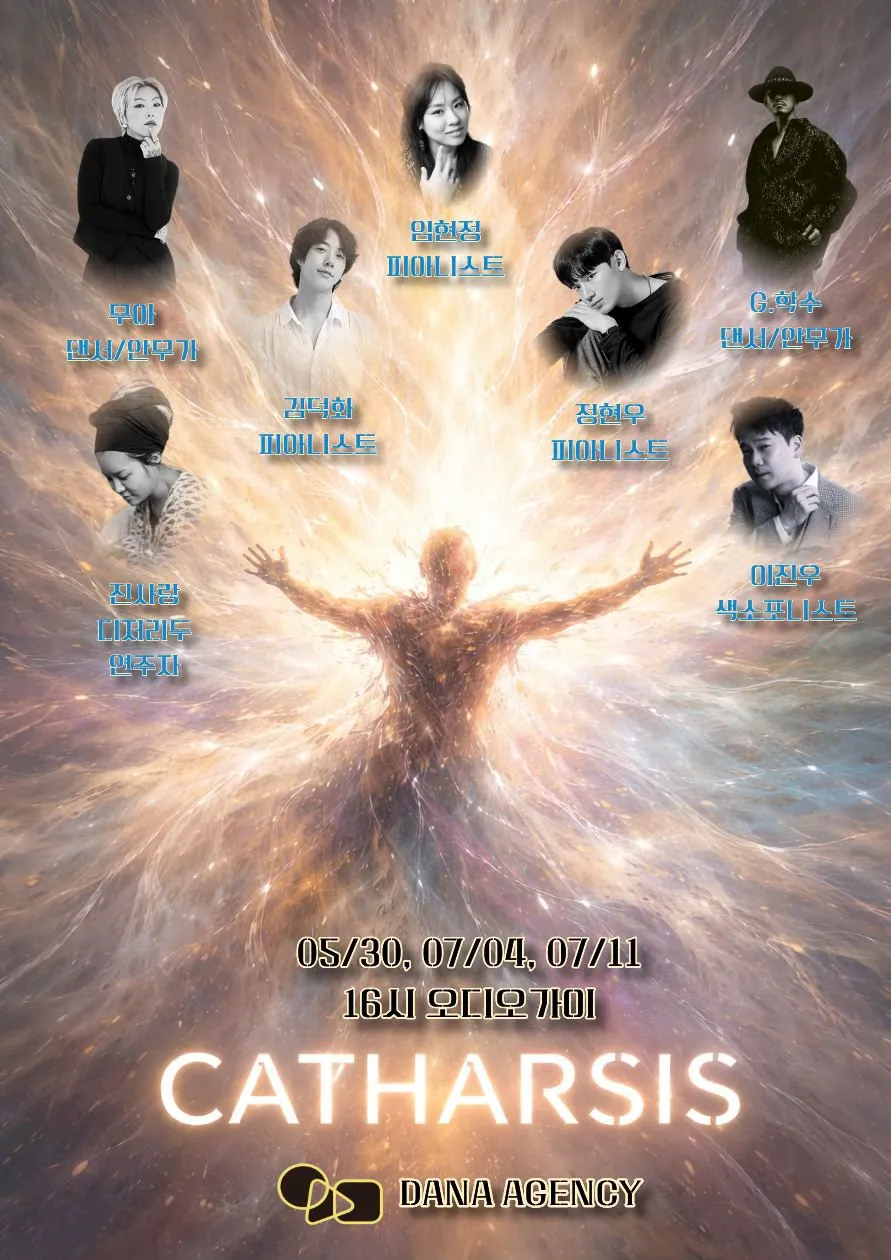 임현정
피아니스트
무아
댄서/안무가
G.학수
댄서/안무가
김덕화
피아니스트
정현우
피아니스트
진사랑
디저리두
연주자
이진우
색소포니스트
05/30, 07/04, 07/11
16시 오디오가이
CATHARSIS
DANA AGENCY